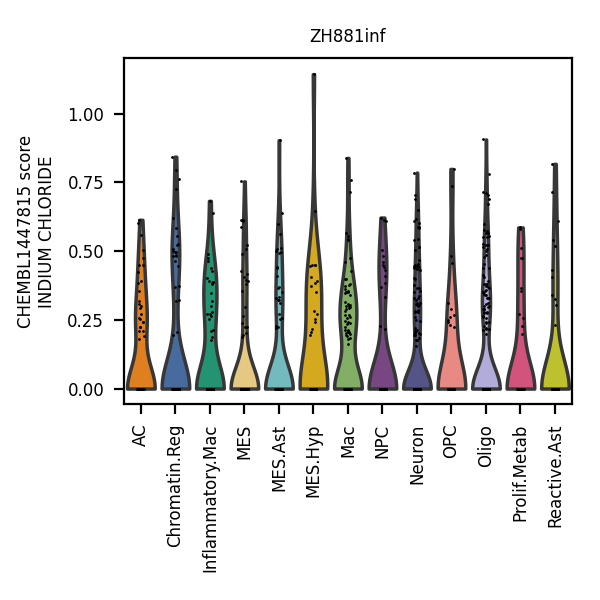 ZH881inf
CHEMBL1447815 score
INDIUM CHLORIDE
1.00
0.75
0.50
0.25
0.00
AC
Chromatin.Reg
Inflammatory.Mac
MES
MES.Ast
MES.Hyp
Mac
NPC
Neuron
OPC
Oligo
Prolif.Metab
Reactive.Ast